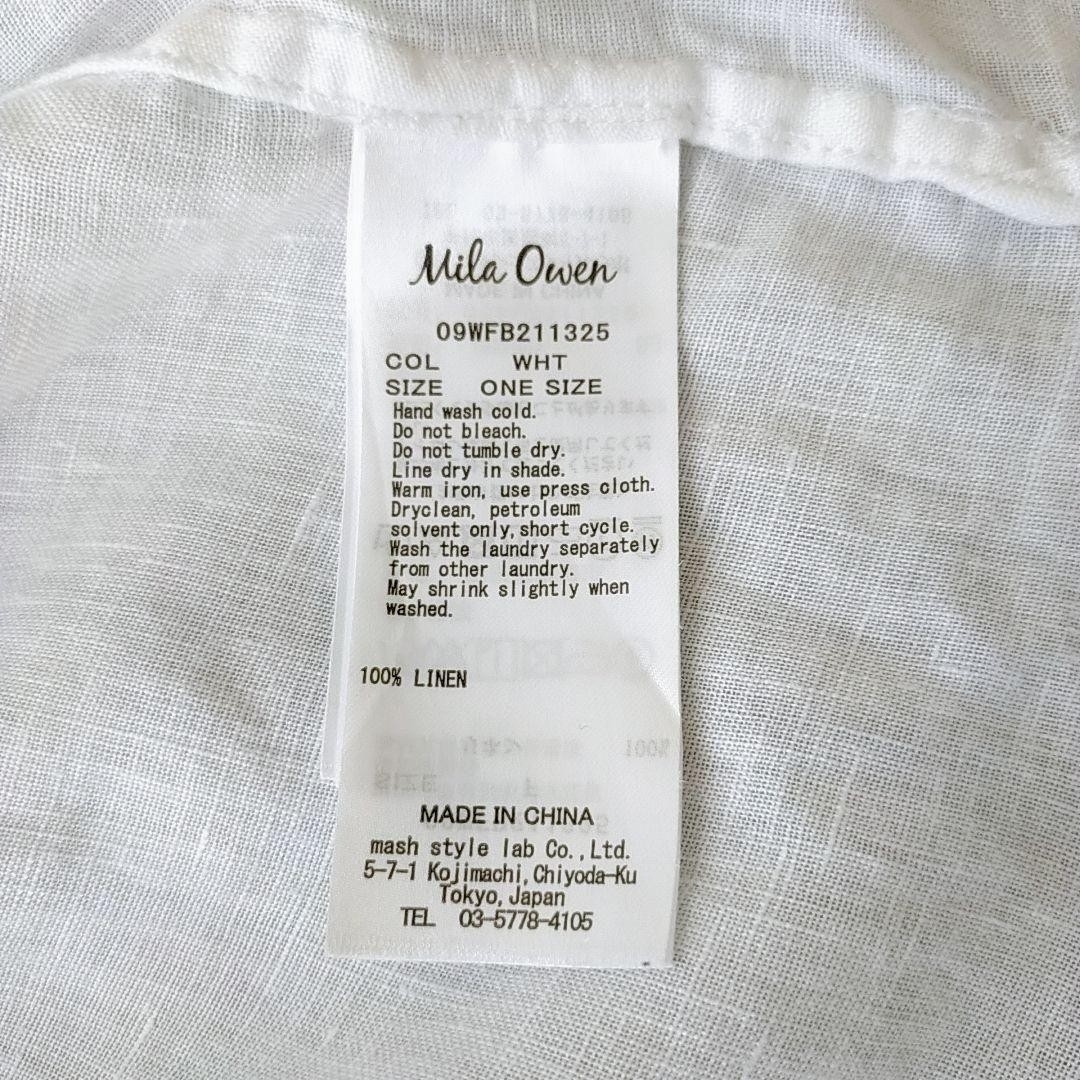 Mila Owen
09WFB211325
COL WHT
SIZE ONE SIZE
Hand wash cold.
Do not bleach.
Do not tumble dry.
Line dry in shade.
Warm iron, use press cloth.
Dryclean, petroleum
solvent only,short cycle.
Wash the laundry separately
from other laundry.
May shrink slightly when
washed.
100% LINEN
MADE IN CHINA
mash style lab Co.,Ltd.
5-7-1 Kojimachi,Chiyoda-Ku
Tokyo,Japan
TEL 03-5778-4105